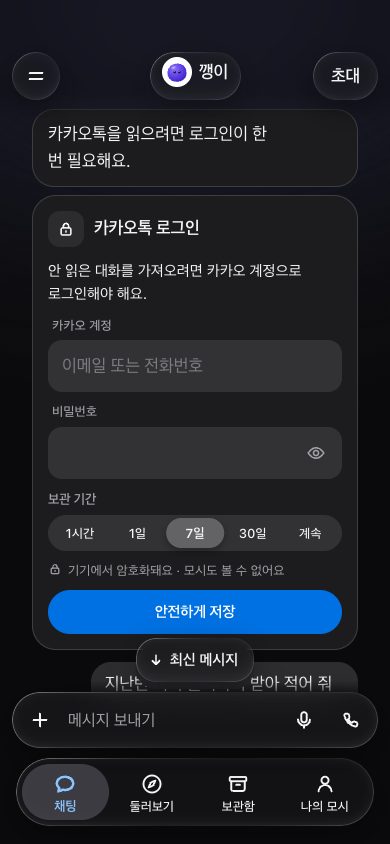 깽이
초대
카카오톡을 읽으려면 로그인이 한
번 필요해요.
카카오톡 로그인
안 읽은 대화를 가져오려면 카카오 계정으로
로그인해야 해요.
카카오 계정
이메일 또는 전화번호
비밀번호
보관 기간
1시간 1일 7일 30일 계속
기기에서 암호화돼요 · 모시도 볼 수 없어요
안전하게 저장
최신 메시지
받아 적어 줘
메시지 보내기
채팅 둘러보기 보관함 나의 모시